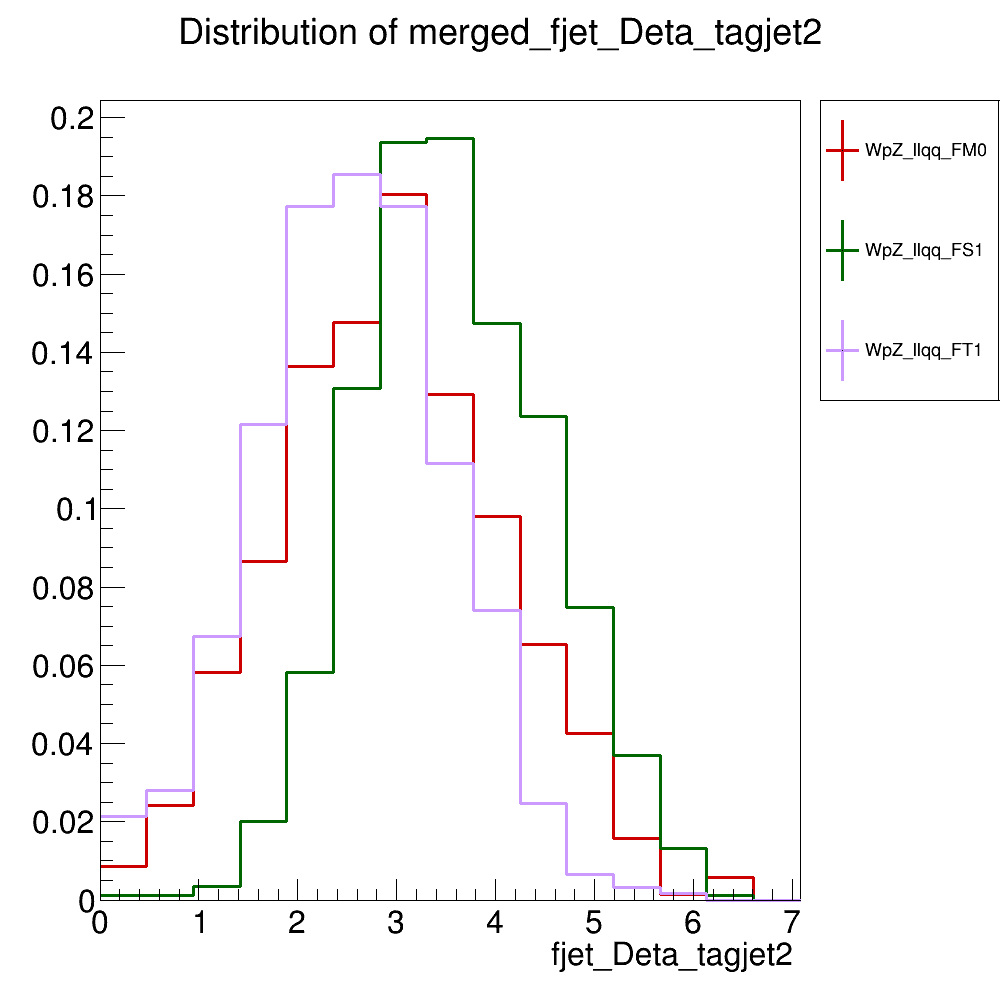 Distribution of merged_fjet_Deta_tagjet2
0.2
0.18
0.16
0.14
0.12
0.1
0.08
0.06
0.04
0.02
0
0 1 2 3 4 5 6 7
fjet_Deta_tagjet2
WpZ_llqq_FM0
WpZ_llqq_FS1
WpZ_llqq_FT1